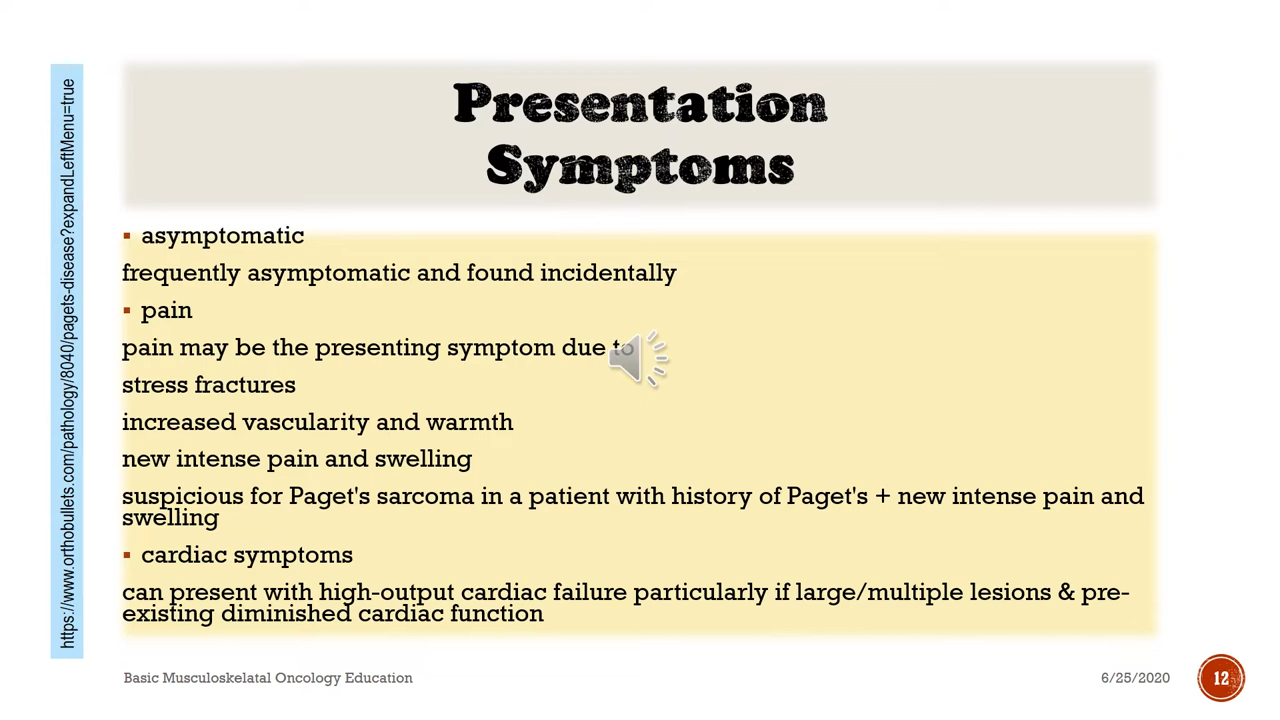 https://www.orthobullets.com/pathology/8040/pagets-disease?expandLeftMenu=true
Presentation
Symptoms
▪ asymptomatic
frequently asymptomatic and found incidentally
▪ pain
pain may be the presenting symptom due to
stress fractures
increased vascularity and warmth
new intense pain and swelling
suspicious for Paget's sarcoma in a patient with history of Paget's + new intense pain and
swelling
▪ cardiac symptoms
can present with high-output cardiac failure particularly if large/multiple lesions & pre-
existing diminished cardiac function
Basic Musculoskelatal Oncology Education
6/25/2020
12